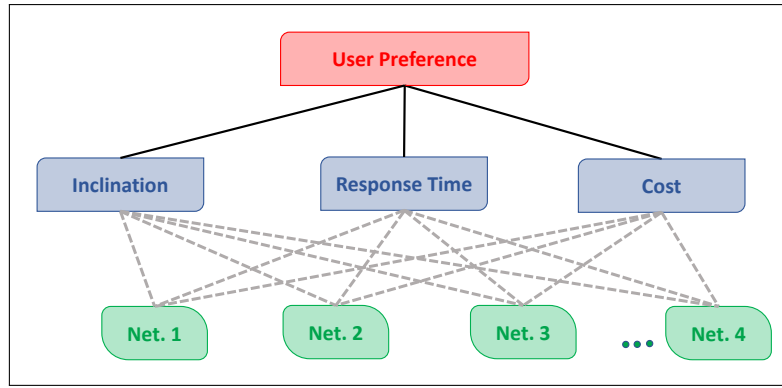 User Preference
Inclination
Response Time
Cost
Net. 1
Net. 2
Net. 3
Net. 4